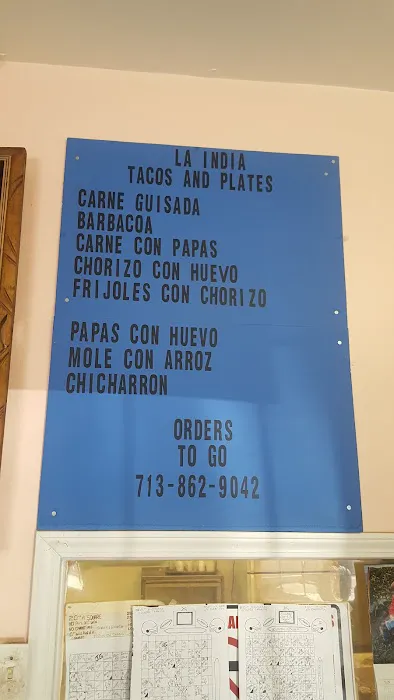 LA INDIA
TACOS AND PLATES
CARNE GUISADA
BARBACOA
CARNE CON PAPAS
CHORIZO CON HUEVO
FRIJOLES CON CHORIZO
PAPAS CON HUEVO
MOLE CON ARROZ
CHICHARRON
ORDERS
TO GO
713-862-9042